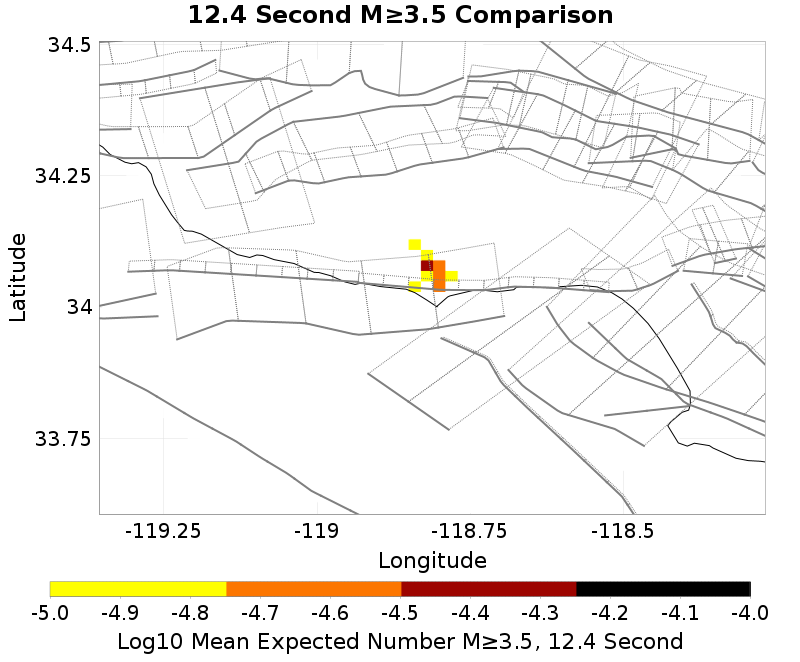 12.4 Second M≥3.5 Comparison
34.5
34.25
34
33.75
Latitude
-119.25 -119 -118.75 -118.5
Longitude
-5.0 -4.9 -4.8 -4.7 -4.6 -4.5 -4.4 -4.3 -4.2 -4.1 -4.0
Log10 Mean Expected Number M≥3.5, 12.4 Second